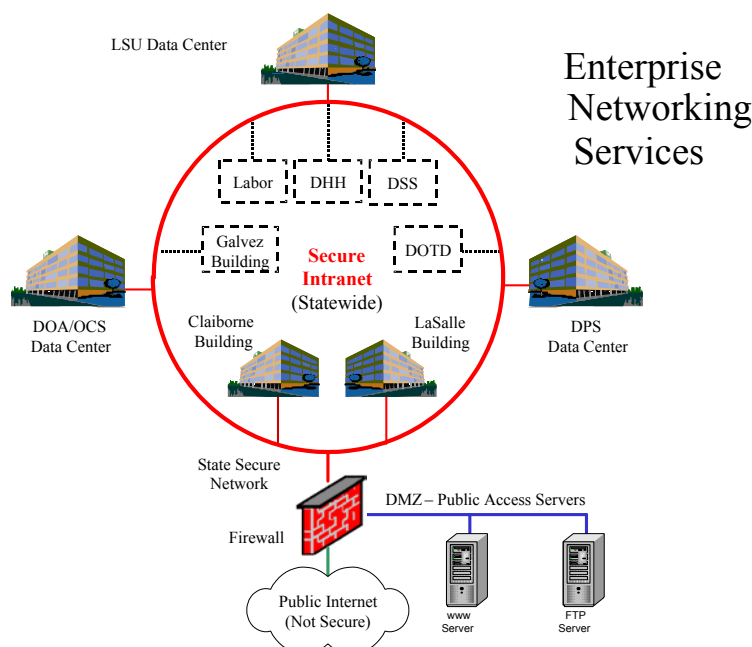 LSU Data Center
Enterprise
Networking
Services
Labor
DHH
DSS
Galvez
Building
Secure
Intranet
(Statewide)
DOTD
DOA/OCS
Data Center
Claiborne
Building
LaSalle
Building
DPS
Data Center
State Secure
Network
Firewall
DMZ – Public Access Servers
Public Internet
(Not Secure)
www
Server
FTP
Server